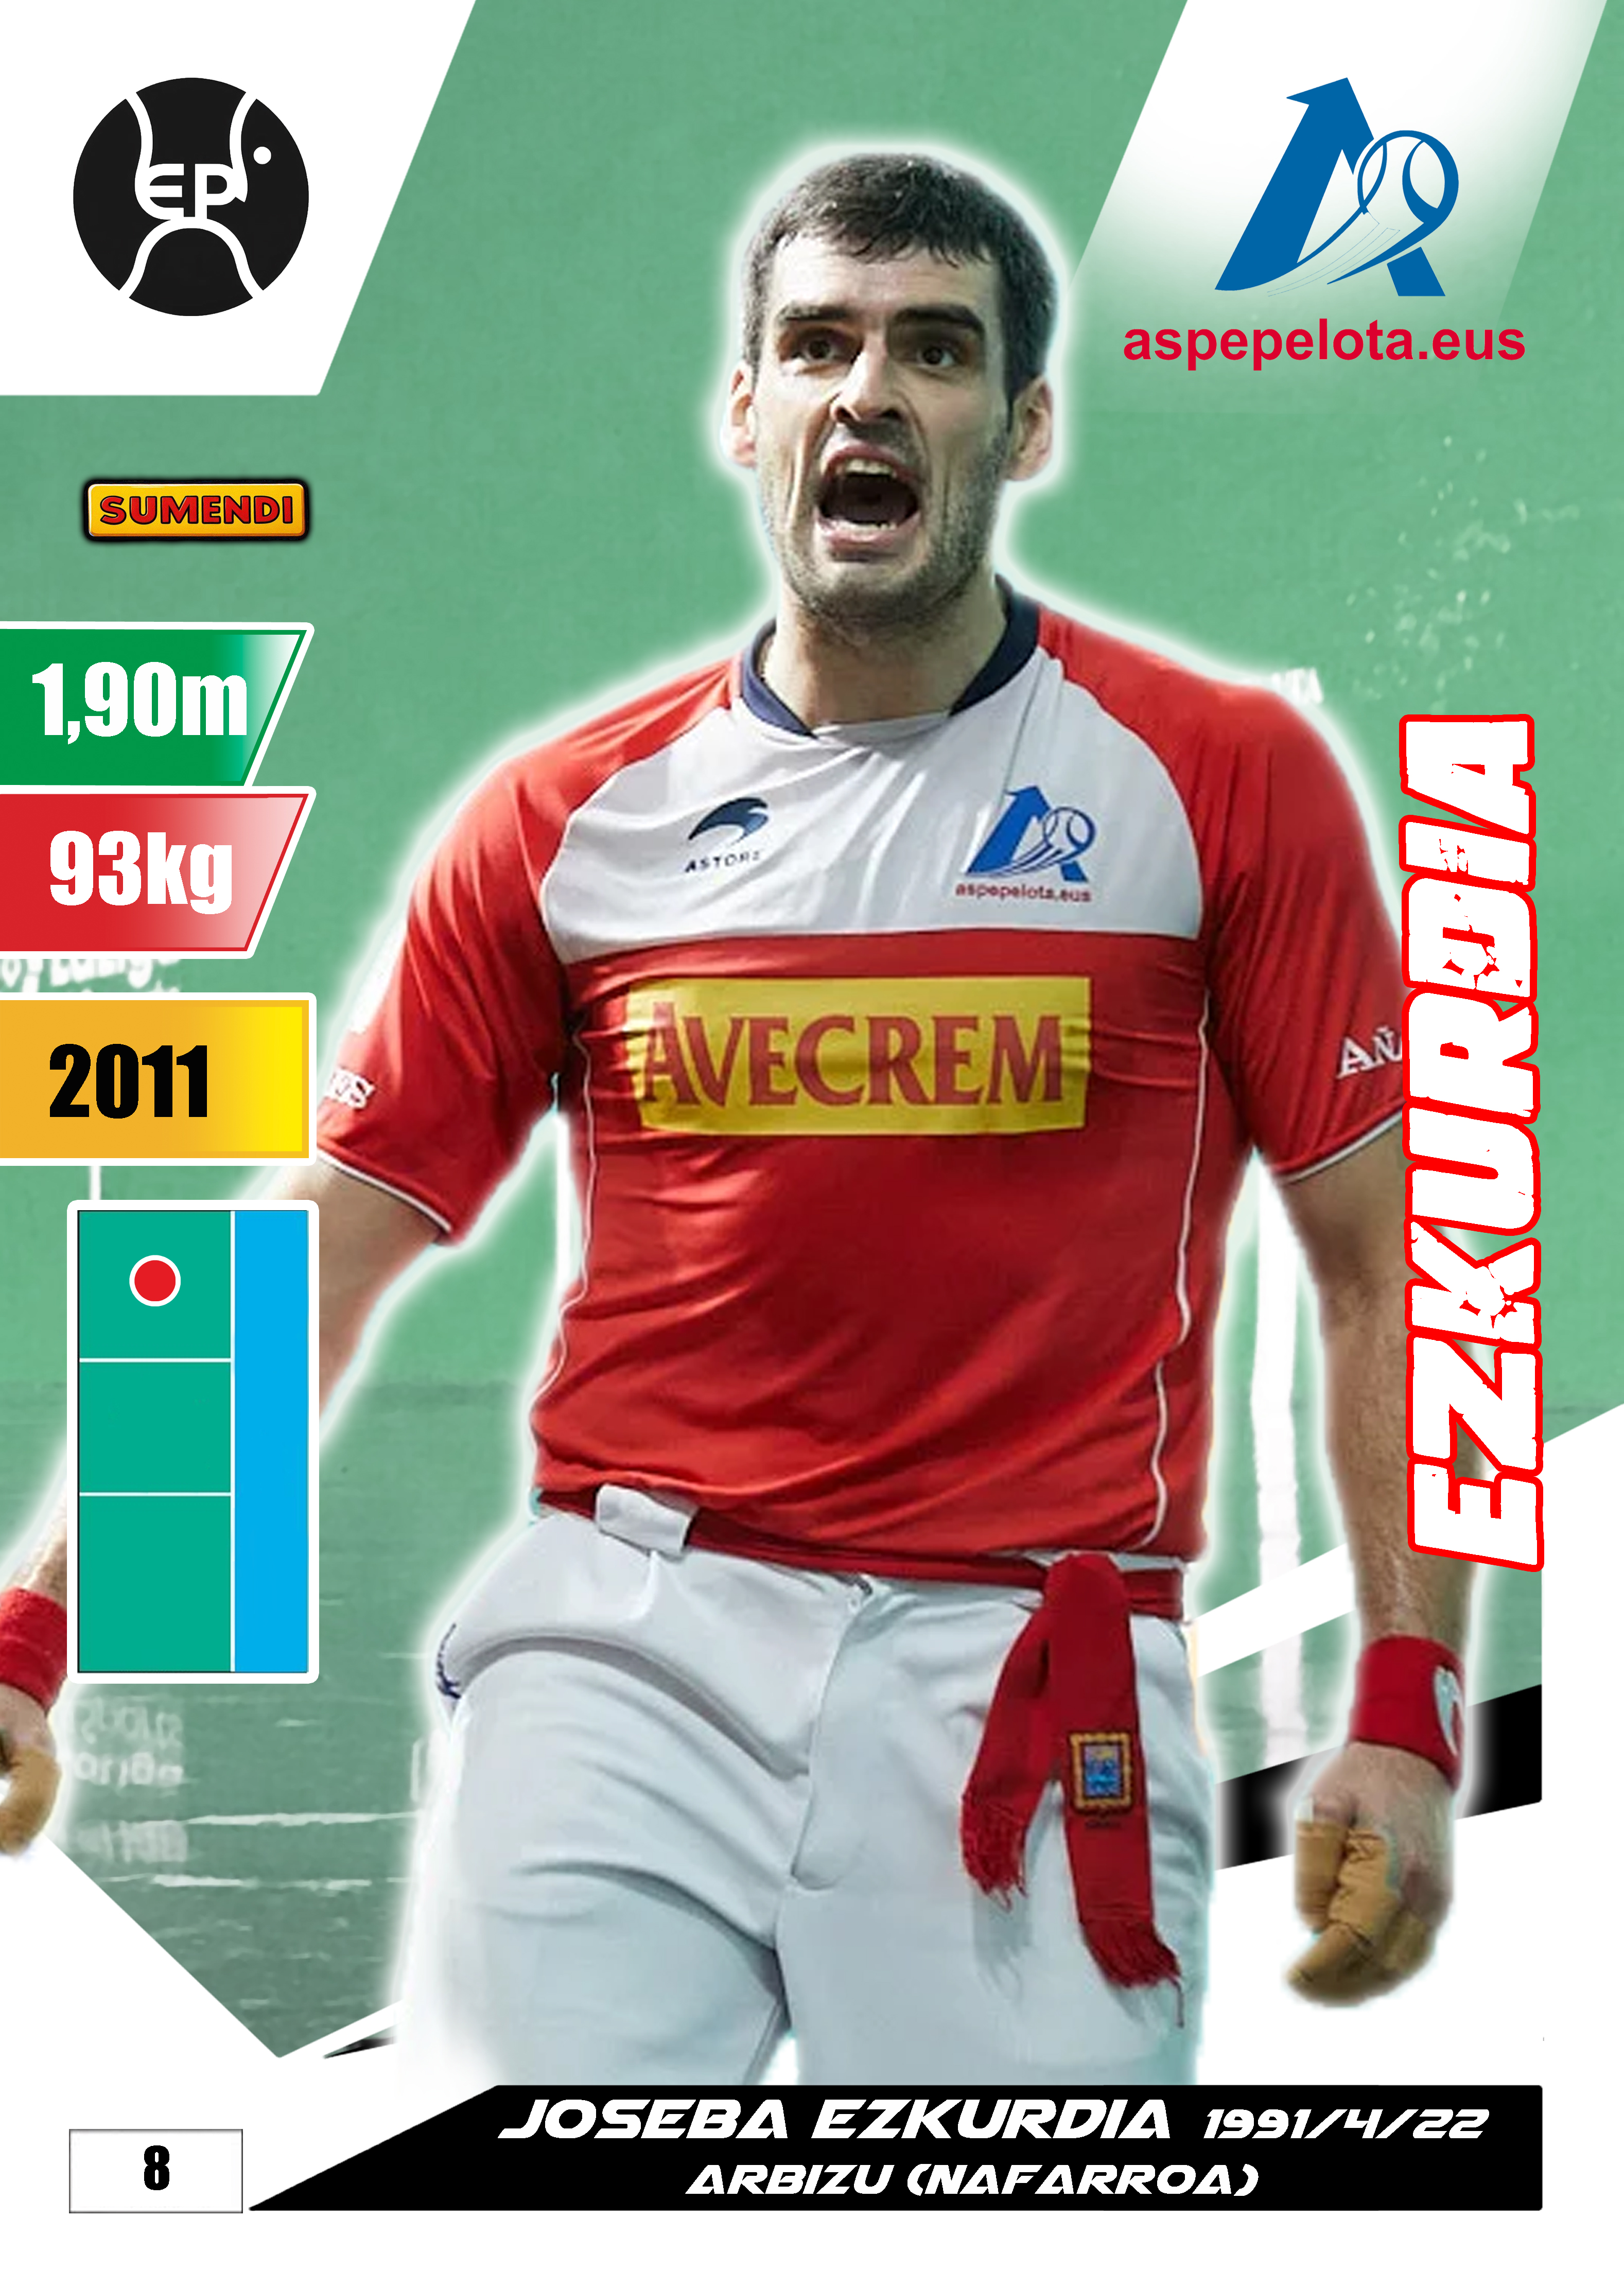 EP
aspepelota.eus
SUMENDI
1,90m
93kg
2011
ASTORE
aspepelota.eus
AVECREM
EZKURDIA
8
JOSEBA EZKURDIA 1991/4/22
ARBIZU (NAFARROA)